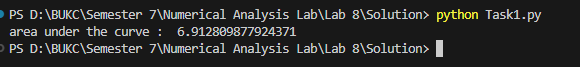 PS D:\BUKC\Semester 7\Numerical Analysis Lab\Lab 8\Solution> python Task1.py
area under the curve :  6.912809877924371
PS D:\BUKC\Semester 7\Numerical Analysis Lab\Lab 8\Solution>